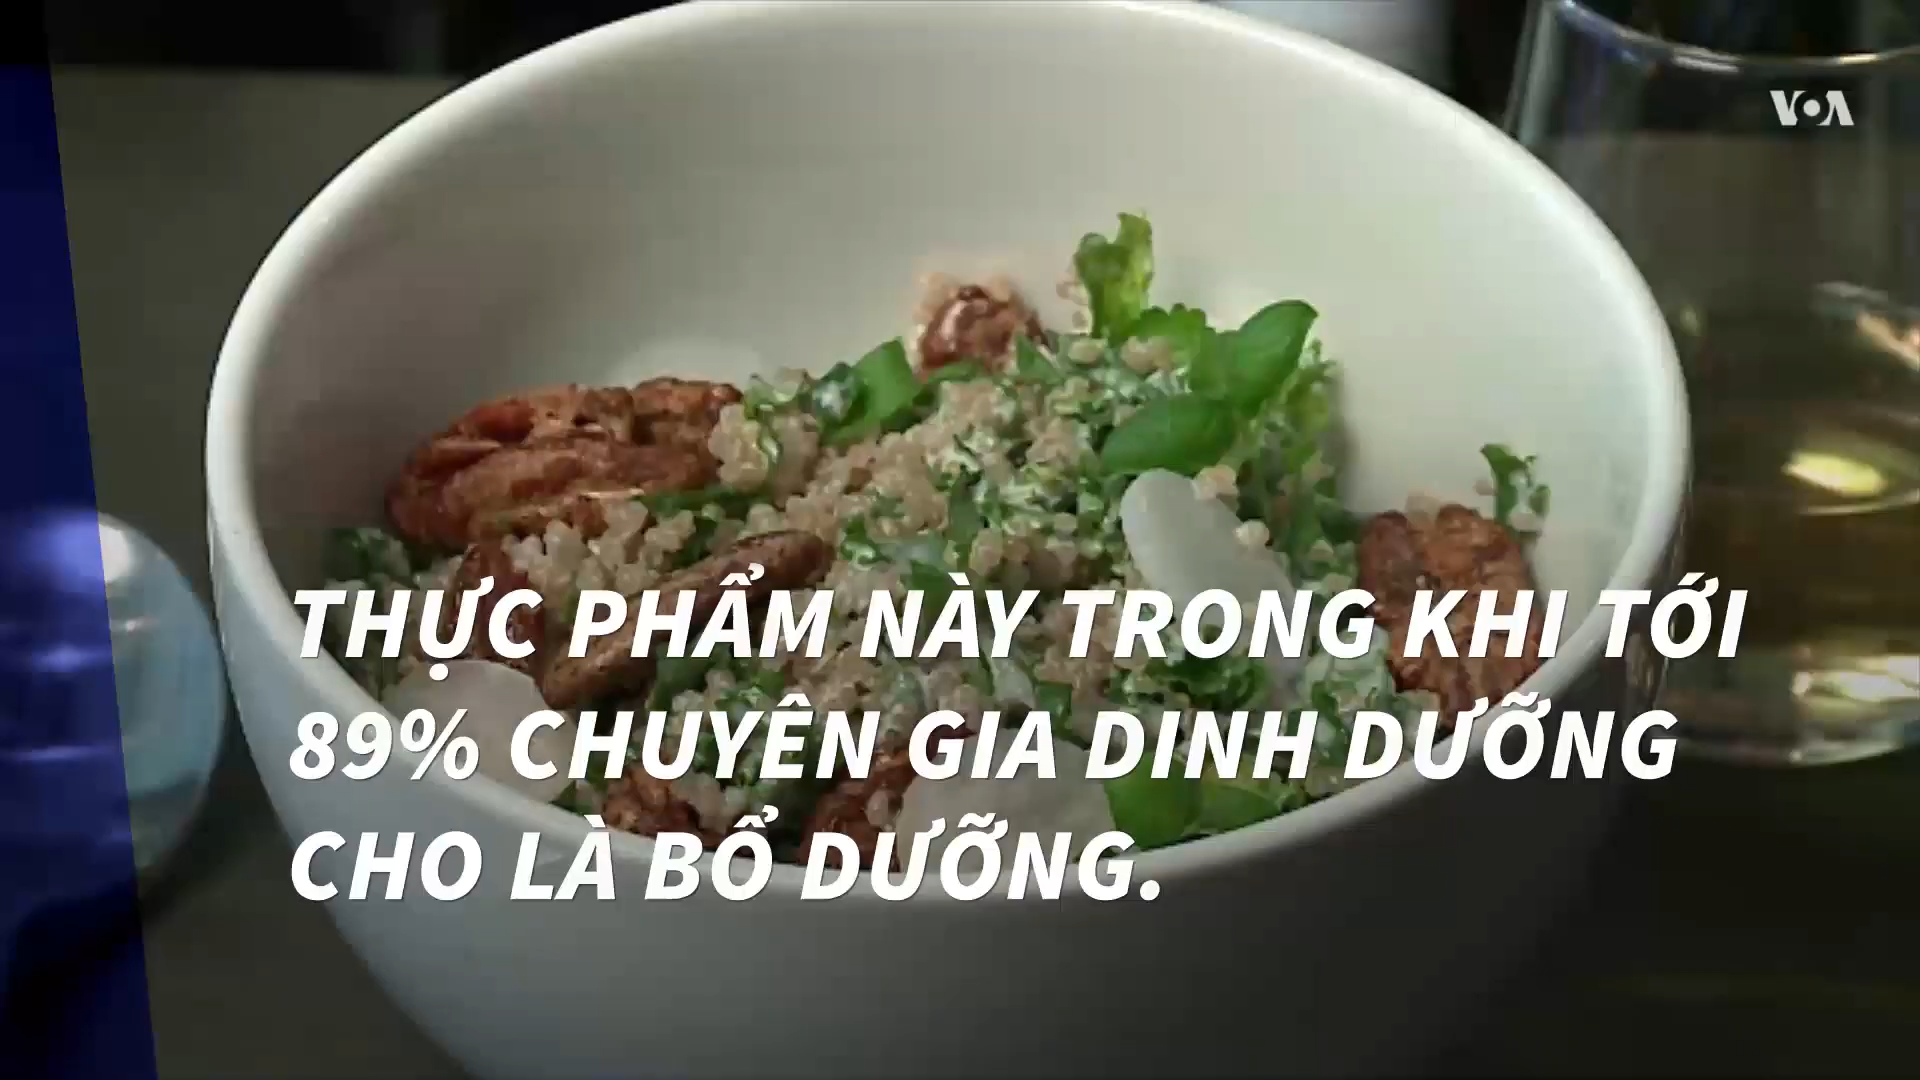 VOA
THỰC PHẨM NÀY TRONG KHI TỚI
89% CHUYÊN GIA DINH DƯỠNG
CHO LÀ BỔ DƯỠNG.